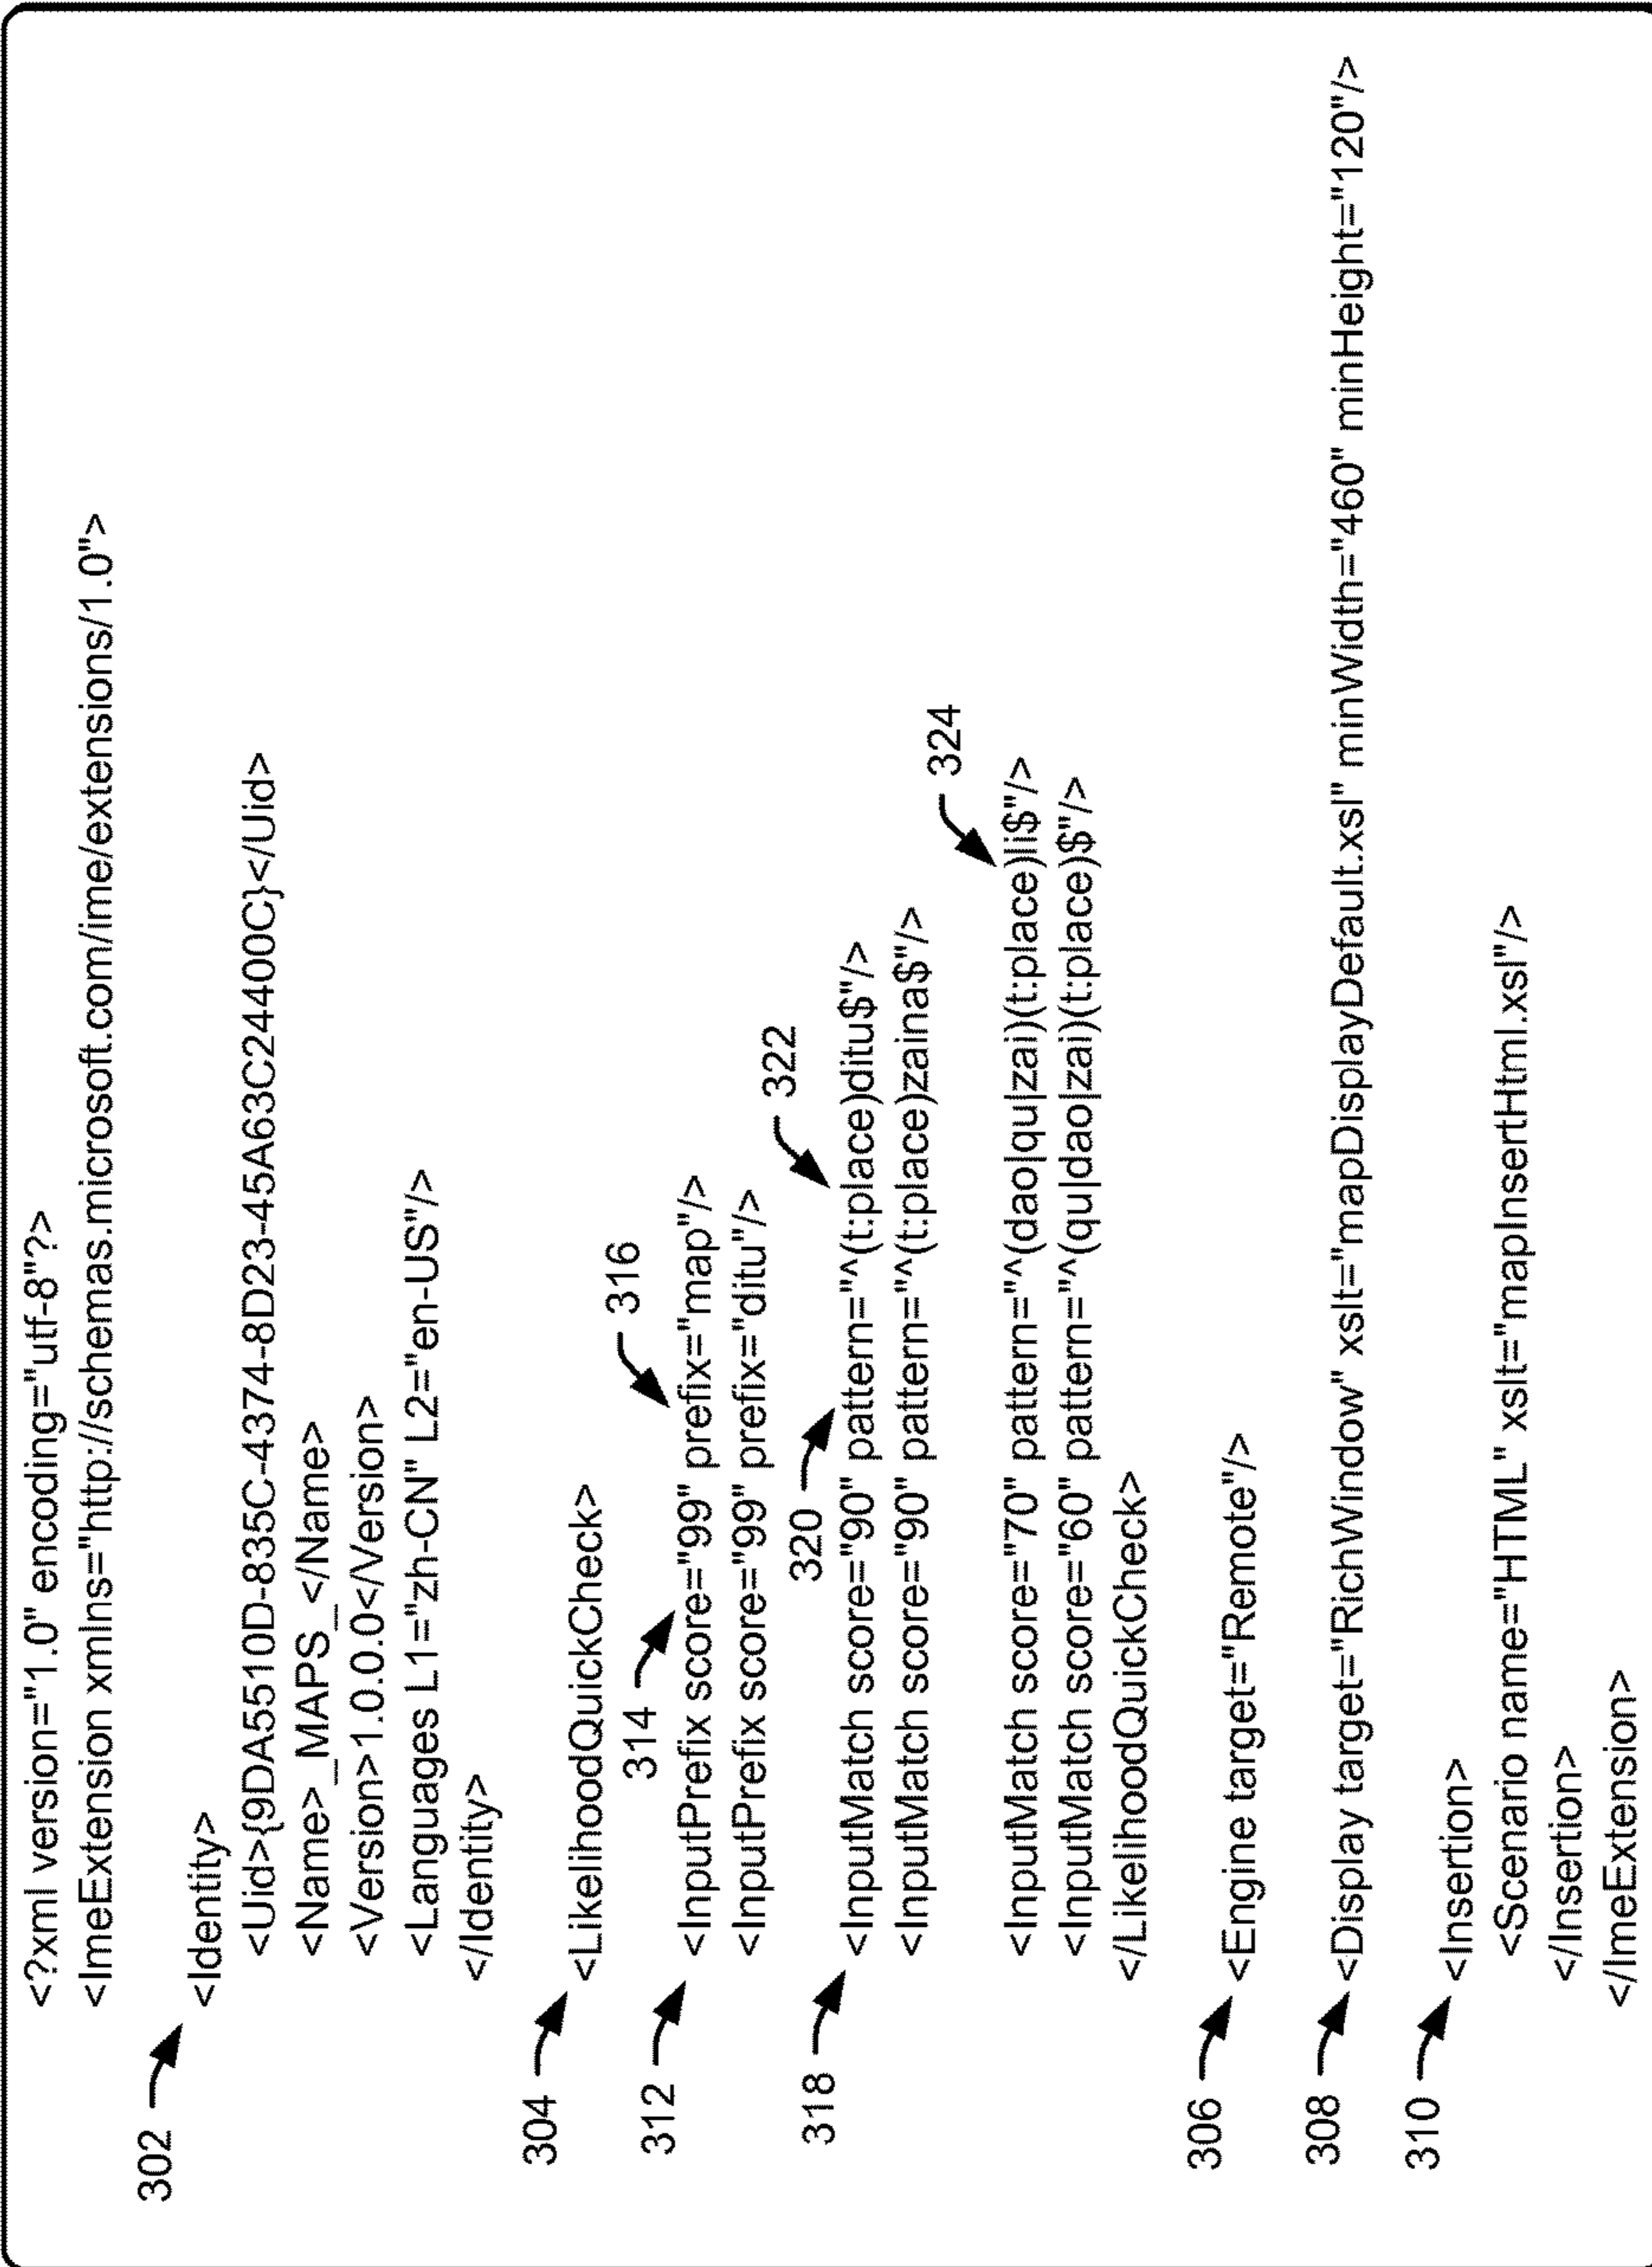 <?xml version="1.0" encoding="utf-8"?>
<ImeExtension xmlns="http://schemas.microsoft.com/ime/extensions/1.0">
302
<Identity>
<Uid>{9DA5510D-835C-4374-8D23-45A63C24400C}</Uid>
<Name>_MAPS_</Name>
<Version>1.0.0.0</Version>
<Languages L1="zh-CN" L2="en-US"/>
</Identity>
304
<LikelihoodQuickCheck>
314
316
312
<InputPrefix score="99" prefix="map"/>
<InputPrefix score="99" prefix="ditu"/>
320
322
318
<InputMatch score="90" pattern="^(t:place)ditu$"/>
<InputMatch score="90" pattern="^(t:place)zaina$"/>
324
<InputMatch score="70" pattern="^(dao|qu|zai)(t:place)li$"/>
<InputMatch score="60" pattern="^(qu|dao|zai)(t:place)$"/>
</LikelihoodQuickCheck>
306
<Engine target="Remote"/>
308
<Display target="RichWindow" xslt="mapDisplayDefault.xsl" minWidth="460" minHeight="120"/>
310
<Insertion>
<Scenario name="HTML" xslt="mapInsertHtml.xsl"/>
</Insertion>
</ImeExtension>